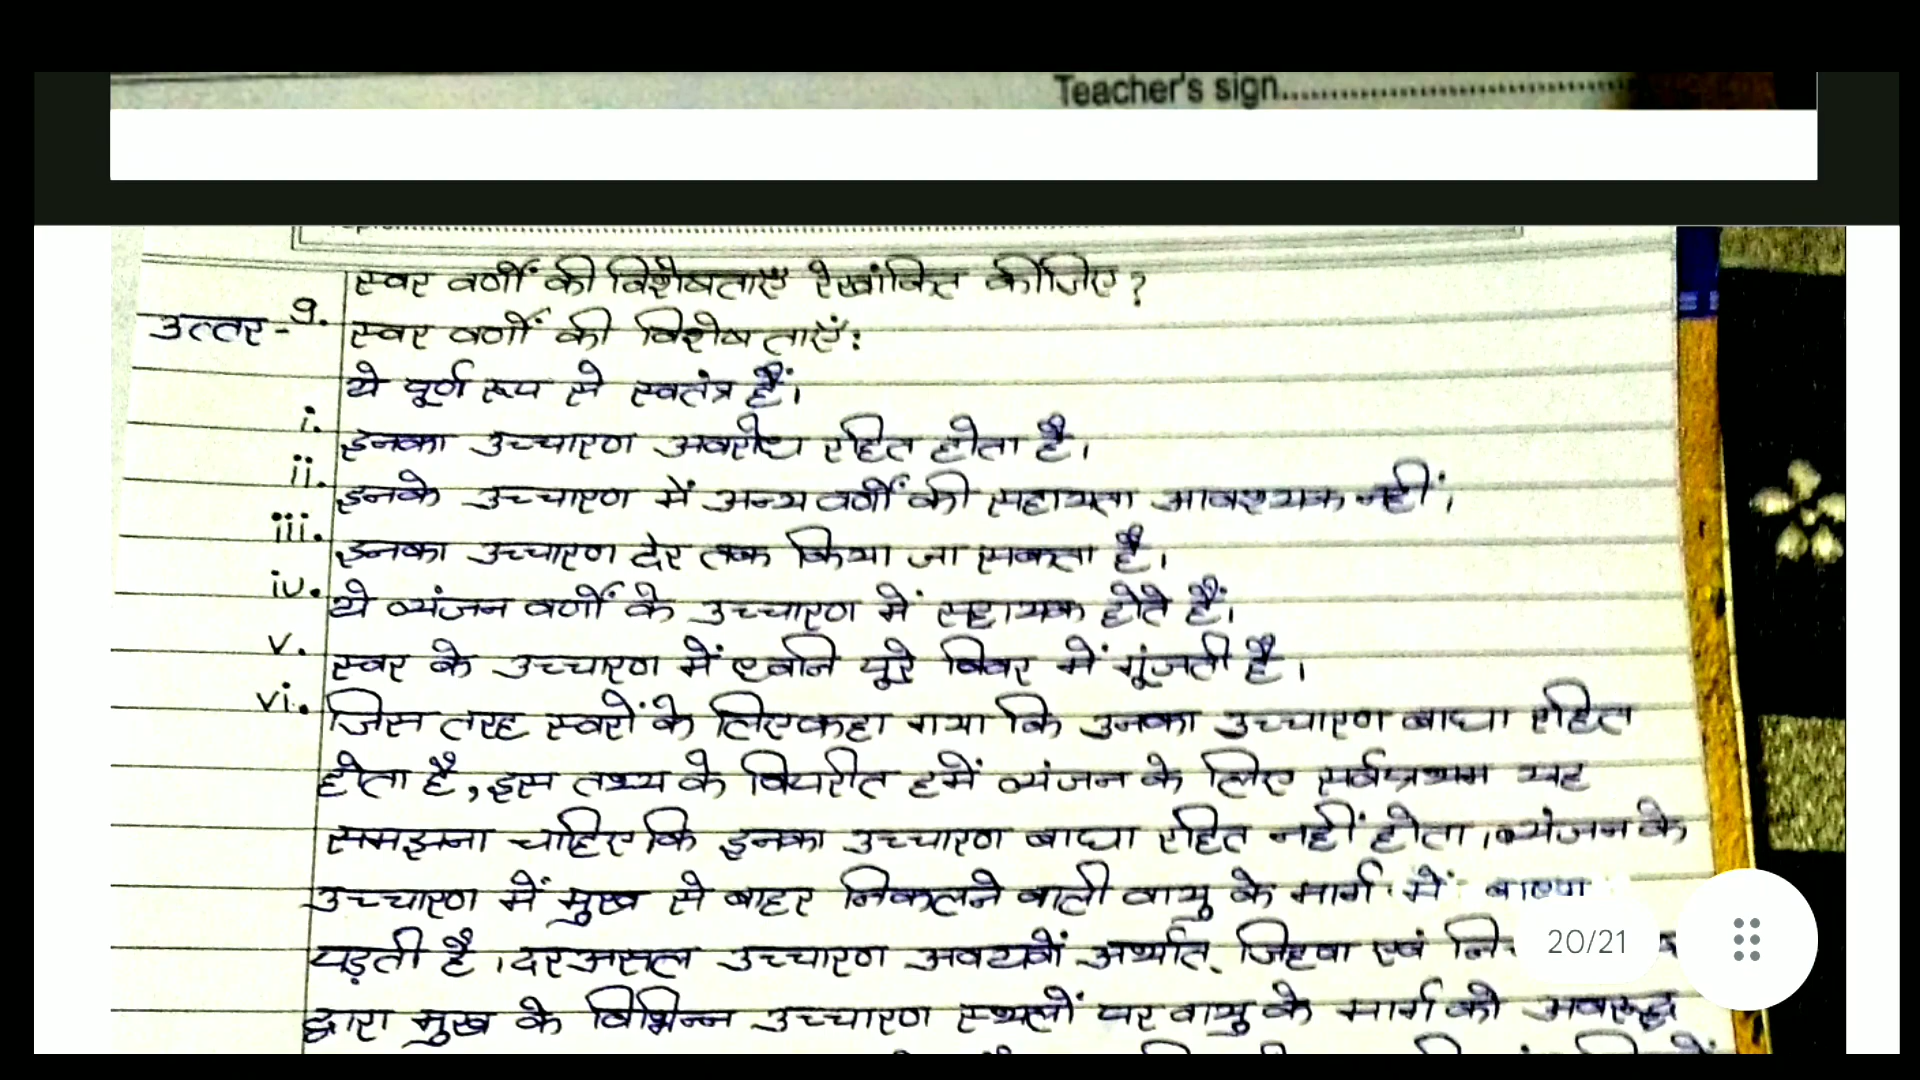 Teacher's sign
स्वर वर्णों की विशेषताएँ रेखांकित कीजिए?
उत्तर-9. स्वर वर्णों की विशेषताएँ:
ये पूर्ण रूप से स्वतंत्र हैं।
i. इनका उच्चारण अवरोध रहित होता है।
ii. इनके उच्चारण में अन्य वर्णों की सहायता आवश्यक नहीं।
iii. इनका उच्चारण देर तक किया जा सकता है।
iv. ये व्यंजन वर्णों के उच्चारण में सहायक होते हैं।
v. स्वर के उच्चारण में ध्वनि पूरे विवर में गूंजती है।
vi. जिस तरह स्वरों के लिए कहा गया कि उनका उच्चारण बाधा रहित
होता है, इस तथ्य के विपरीत हमें व्यंजन के लिए सर्वप्रथम यह
समझना चाहिए कि इनका उच्चारण बाधा रहित नहीं होता। व्यंजन के
उच्चारण में मुख से बाहर निकलने वाली वायु के मार्ग में
पड़ती है। दरअसल उच्चारण अवयवों अर्थात् जिहवा एवं
20/21
द्वारा मुख के विभिन्न उच्चारण स्थलों पर वायु के मार्ग को अवरुद्ध